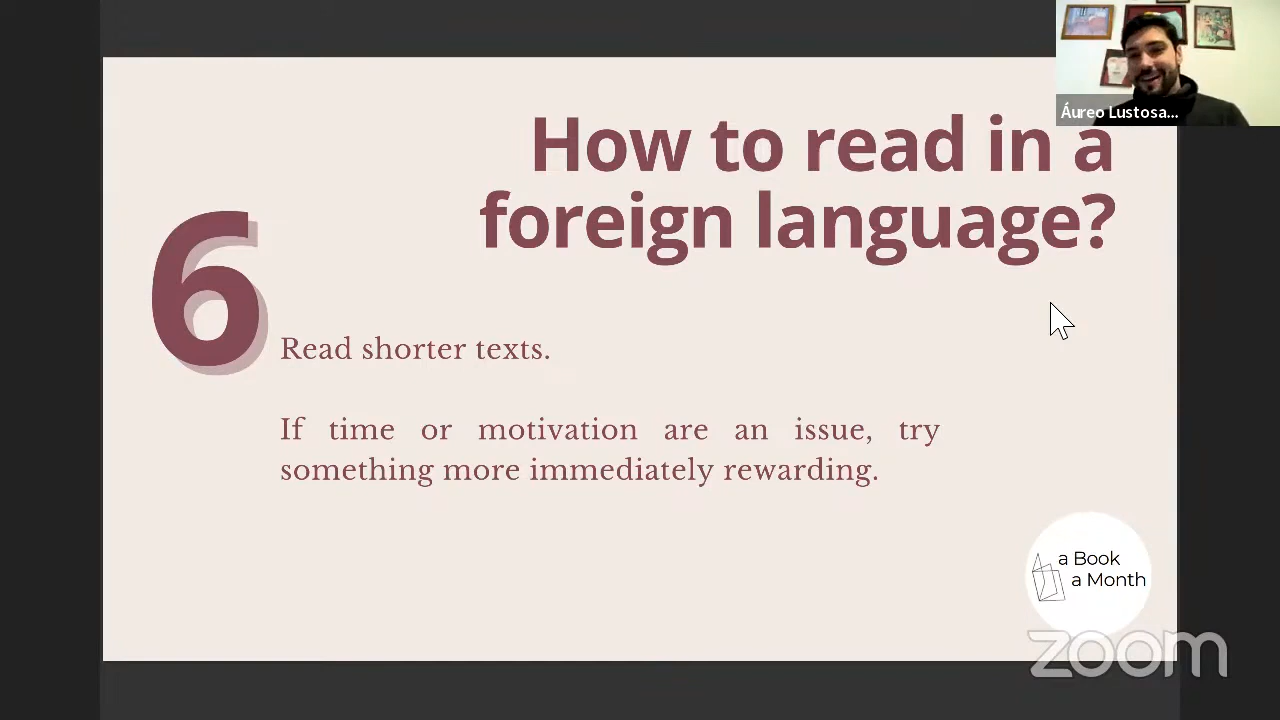 Áureo Lustosa...
How to read in a
foreign language?
6
Read shorter texts.
If time or motivation are an issue, try
something more immediately rewarding.
a Book
a Month
zoom